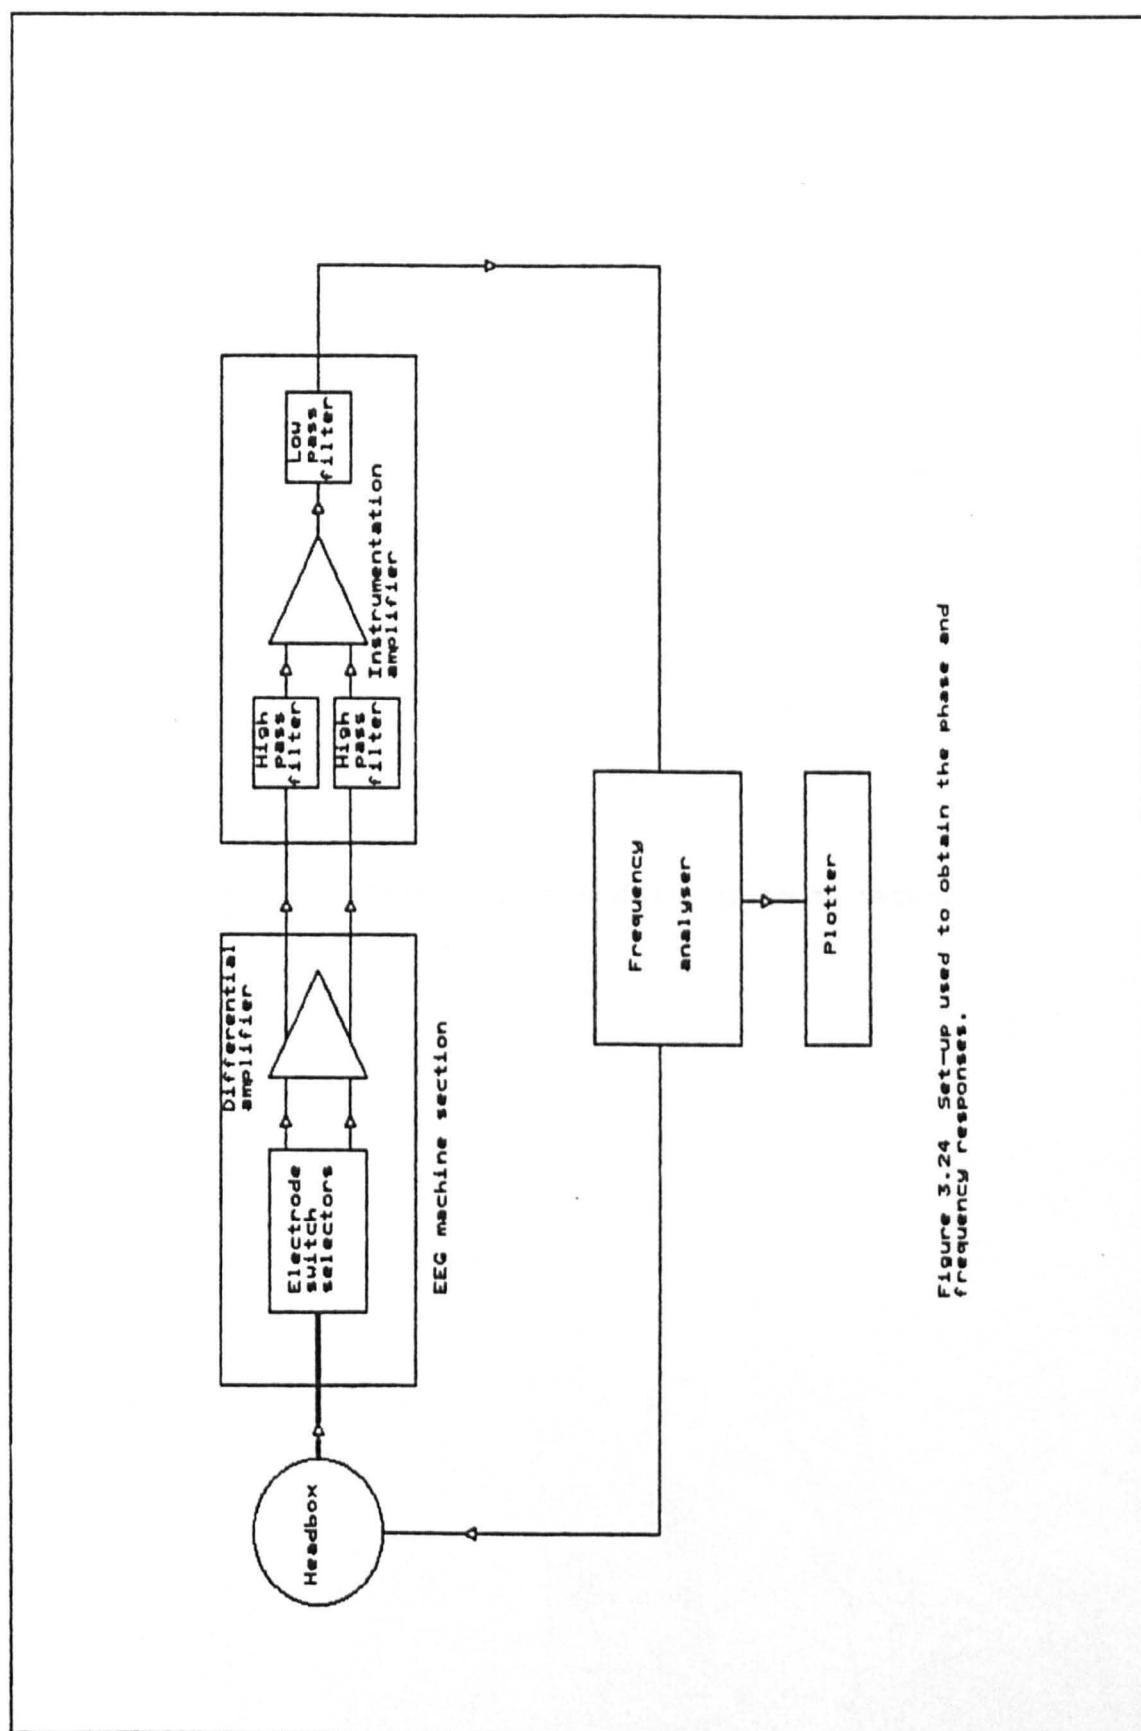 Headbox
Electrode
switch
selectors
Differential
amplifier
EEG machine section
High
pass
filter
High
pass
filter
Instrumentation
amplifier
Low
pass
filter
Frequency
analyser
Plotter
Figure 3.24 Set-up used to obtain the phase and
frequency responses.